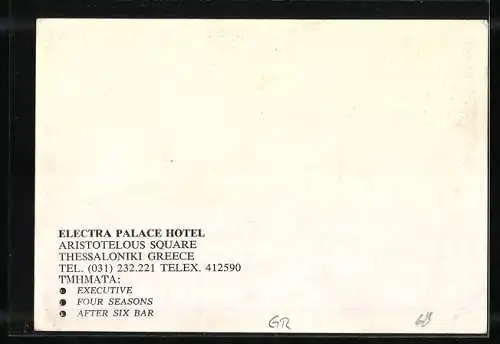 ELECTRA PALACE HOTEL
ARISTOTELOUS SQUARE
THESSALONIKI GREECE
TEL. (031) 232.221 TELEX. 412590
ΤΜΗΜΑΤΑ:
EXECUTIVE
FOUR SEASONS
AFTER SIX BAR
GR